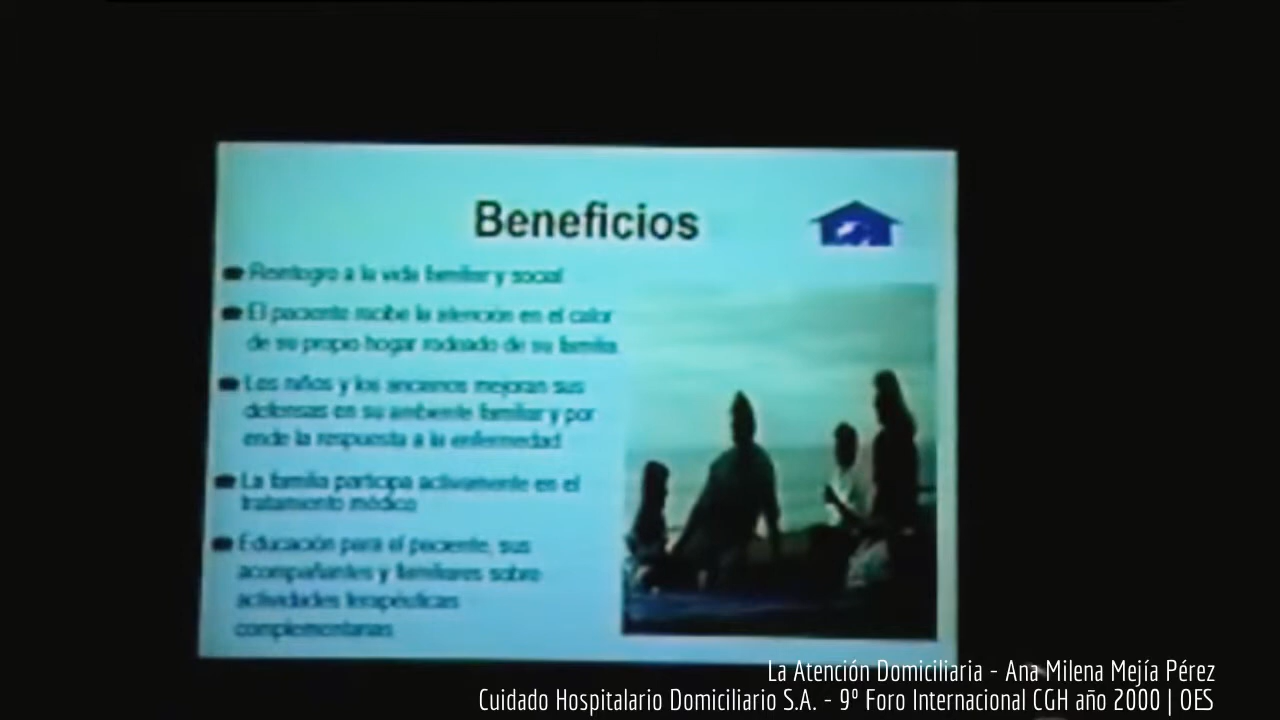 Beneficios
Reintegro a la vida familiar y social
El paciente recibe la atención en el calor
de su propio hogar rodeado de su familia.
Los niños y los ancianos mejoran sus
defensas en su ambiente familiar y por
ende la respuesta a la enfermedad
La familia participa activamente en el
tratamiento médico
Educación para el paciente, sus
acompañantes y familiares sobre
actividades terapéuticas
complementarias
La Atención Domiciliaria - Ana Milena Mejía Pérez
Cuidado Hospitalario Domiciliario S.A. - 9º Foro Internacional CGH año 2000 | OES